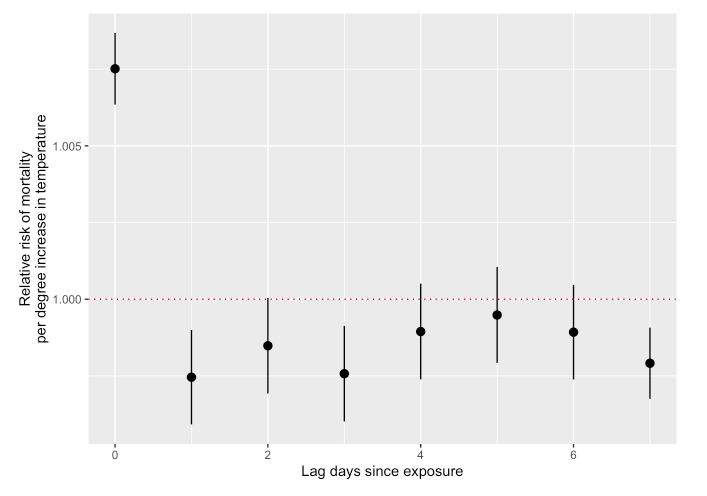 Relative risk of mortality
per degree increase in temperature
1.005
1.000
0
2
4
6
Lag days since exposure